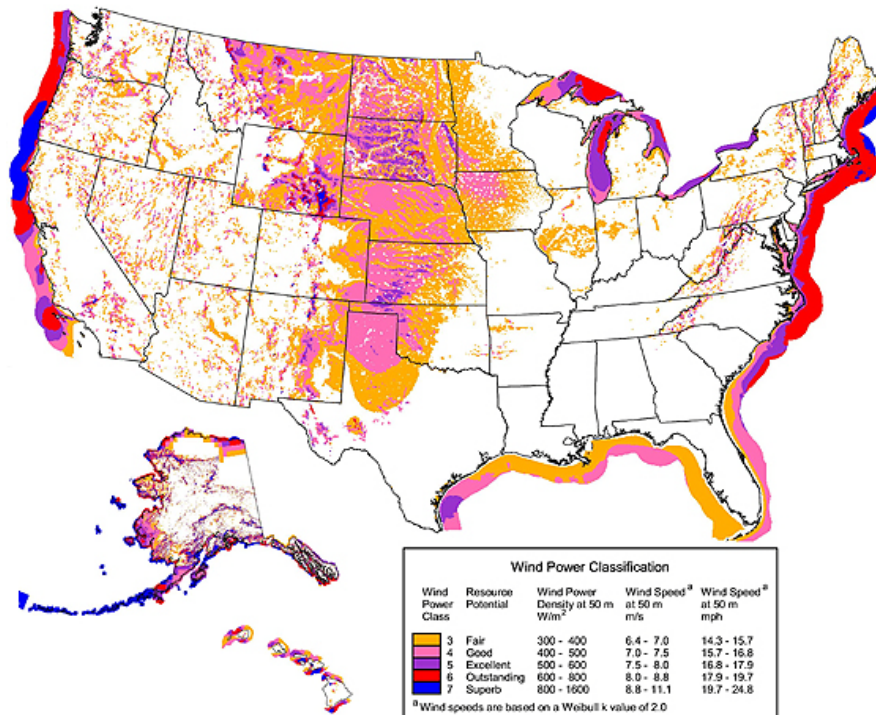 Wind Power Classification
Wind Power Class Resource Potential Wind Power Density at 50 m W/m2 Wind Speed a at 50 m m/s Wind Speed a at 50 m mph
3 Fair 300 - 400 6.4 - 7.0 14.3 - 15.7
4 Good 400 - 500 7.0 - 7.5 15.7 - 16.8
5 Excellent 500 - 600 7.5 - 8.0 16.8 - 17.9
6 Outstanding 600 - 800 8.0 - 8.8 17.9 - 19.7
7 Superb 800 - 1600 8.8 - 11.1 19.7 - 24.8
a Wind speeds are based on a Weibull k value of 2.0